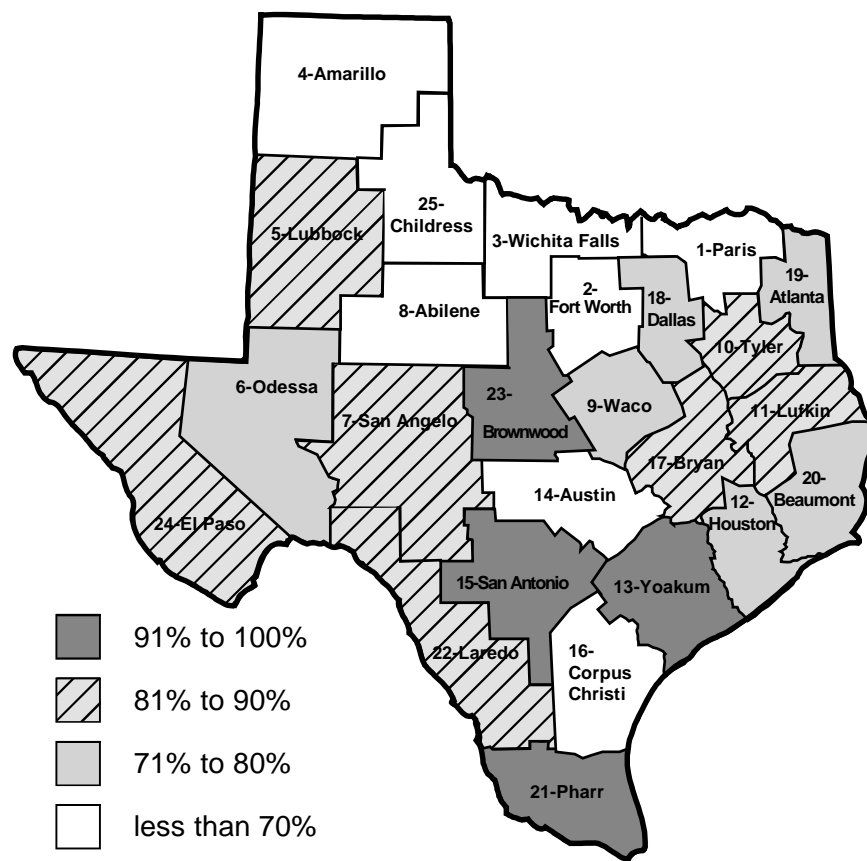 4-Amarillo
25-
Childress
5-Lubbock
3-Wichita Falls
1-Paris
19-
Atlanta
2-
Fort Worth
18-
Dallas
8-Abilene
10-Tyler
6-Odessa
23-
Brownwood
9-Waco
7-San Angelo
11-Lufkin
17-Bryan
20-
Beaumont
14-Austin
12-
Houston
24-El Paso
15-San Antonio
13-Yoakum
22-Laredo
16-
Corpus
Christi
21-Pharr
91% to 100%
81% to 90%
71% to 80%
less than 70%